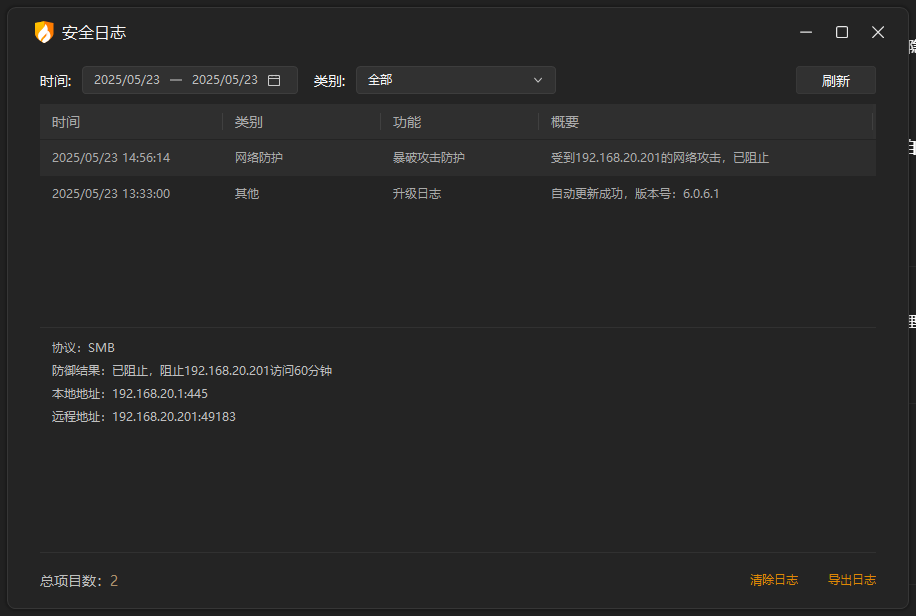 安全日志
时间: 2025/05/23 — 2025/05/23 类别: 全部 刷新
时间 类别 功能 概要
2025/05/23 14:56:14 网络防护 暴破攻击防护 受到192.168.20.201的网络攻击，已阻止
2025/05/23 13:33:00 其他 升级日志 自动更新成功，版本号：6.0.6.1
协议：SMB
防御结果：已阻止，阻止192.168.20.201访问60分钟
本地地址：192.168.20.1:445
远程地址：192.168.20.201:49183
总项目数：2 清除日志 导出日志